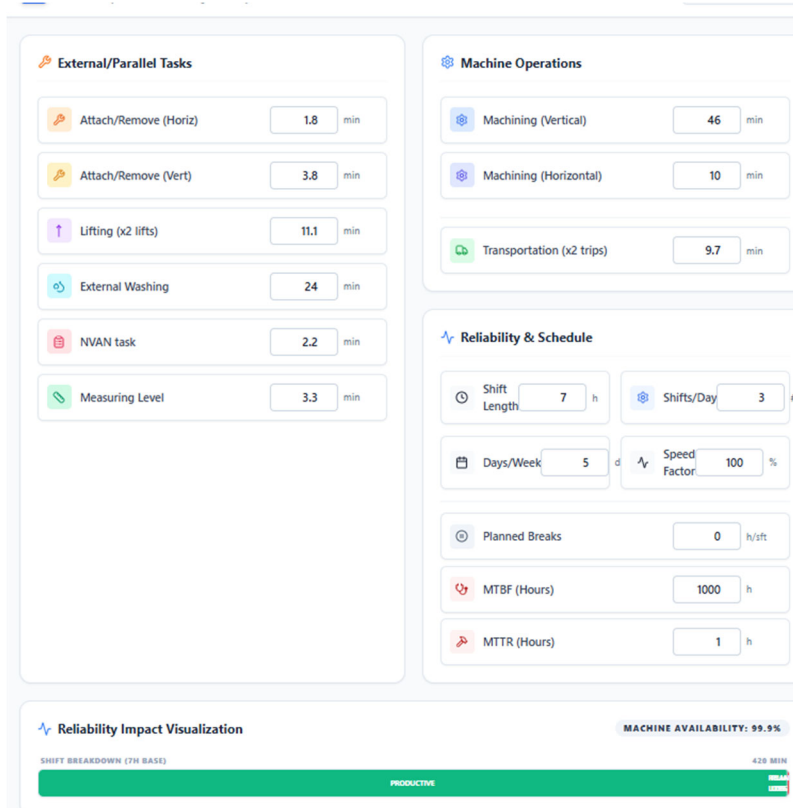 External/Parallel Tasks
Attach/Remove (Horiz) 1.8 min
Attach/Remove (Vert) 3.8 min
Lifting (x2 lifts) 11.1 min
External Washing 24 min
NVAN task 2.2 min
Measuring Level 3.3 min
Machine Operations
Machining (Vertical) 46 min
Machining (Horizontal) 10 min
Transportation (x2 trips) 9.7 min
Reliability & Schedule
Shift
Length 7 h
Shifts/Day 3
Days/Week 5 d
Speed
Factor 100 %
Planned Breaks 0 h/sft
MTBF (Hours) 1000 h
MTTR (Hours) 1 h
Reliability Impact Visualization
MACHINE AVAILABILITY: 99.9%
SHIFT BREAKDOWN (7H BASE)
420 MIN
PRODUCTIVE